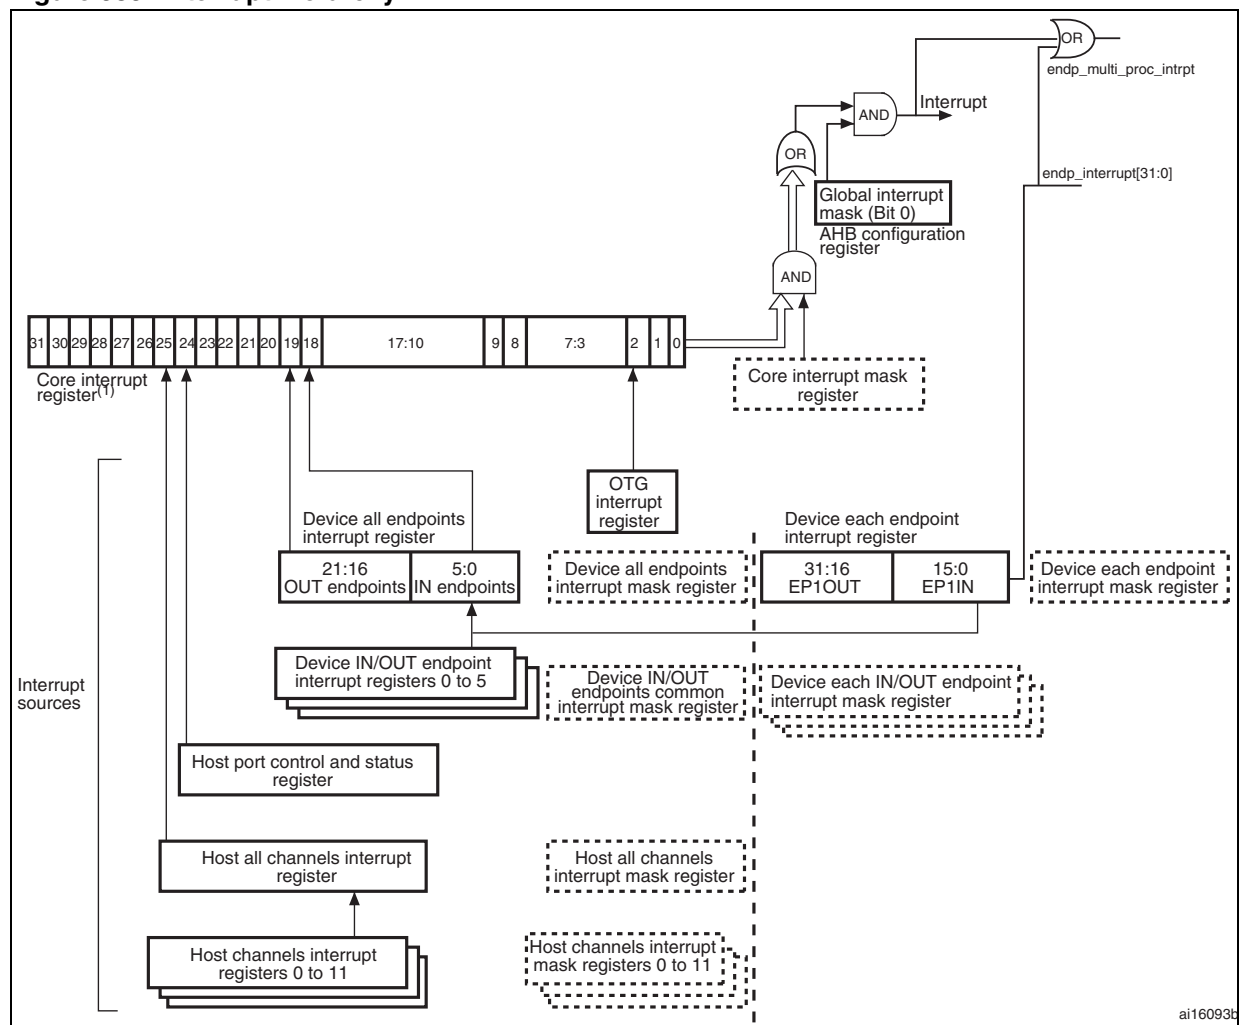 OR
endp_multi_proc_intrpt
Interrupt
AND
OR
endp_interrupt[31:0]
Global interrupt
mask (Bit 0)
AHB configuration
register
AND
31 30 29 28 27 26 25 24 23 22 21 20 19 18 17:10 9 8 7:3 2 1 0
Core interrupt
register(1)
Core interrupt mask
register
OTG
interrupt
register
Device all endpoints
interrupt register
Device each endpoint
interrupt register
21:16
OUT endpoints
5:0
IN endpoints
Device all endpoints
interrupt mask register
31:16
EP1OUT
15:0
EP1IN
Device each endpoint
interrupt mask register
Interrupt
sources
Device IN/OUT endpoint
interrupt registers 0 to 5
Device IN/OUT
endpoints common
interrupt mask register
Device each IN/OUT endpoint
interrupt mask register
Host port control and status
register
Host all channels interrupt
register
Host all channels
interrupt mask register
Host channels interrupt
registers 0 to 11
Host channels interrupt
mask registers 0 to 11
ai16093b